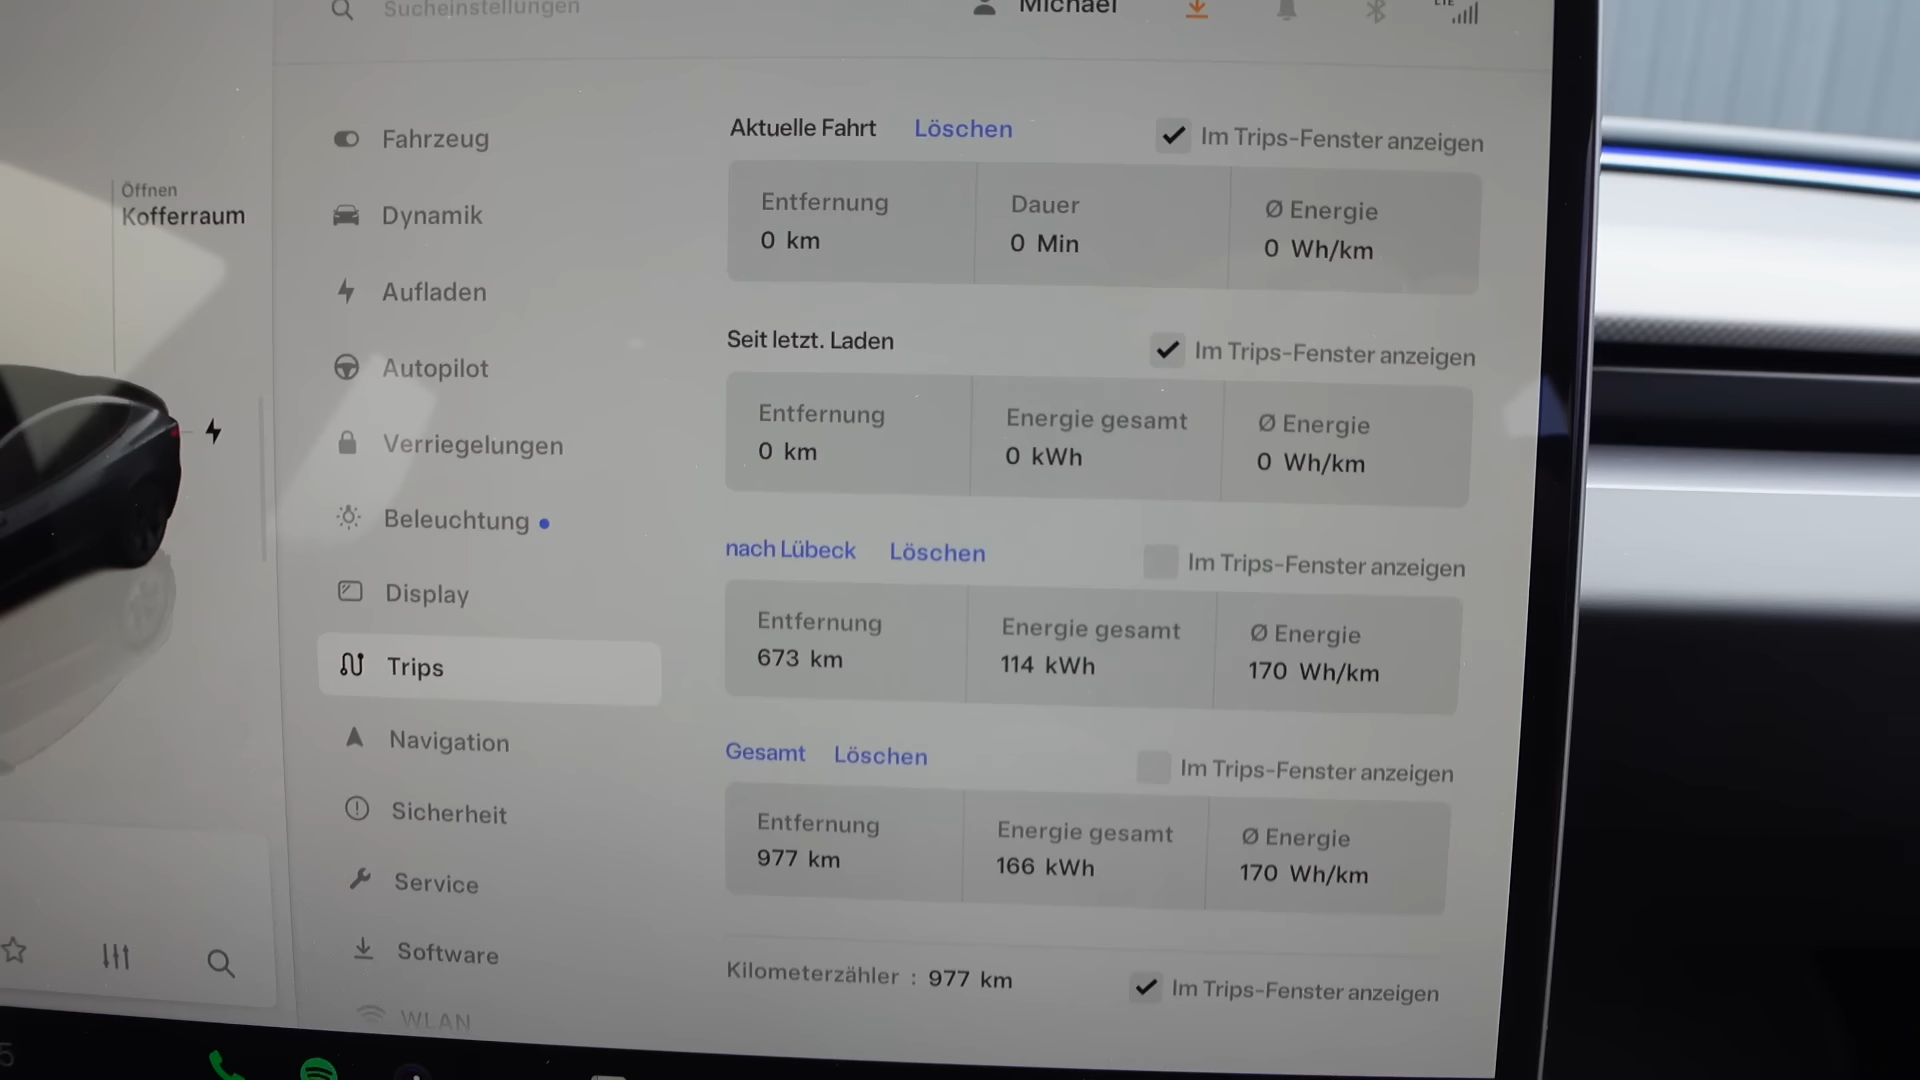 Sucheinstellungen
Michael
LTE
Öffnen
Kofferraum
Fahrzeug
Dynamik
Aufladen
Autopilot
Verriegelungen
Beleuchtung
Display
Trips
Navigation
Sicherheit
Service
Software
WLAN
Aktuelle Fahrt Löschen Im Trips-Fenster anzeigen
Entfernung Dauer Ø Energie
0 km 0 Min 0 Wh/km
Seit letzt. Laden Im Trips-Fenster anzeigen
Entfernung Energie gesamt Ø Energie
0 km 0 kWh 0 Wh/km
nach Lübeck Löschen Im Trips-Fenster anzeigen
Entfernung Energie gesamt Ø Energie
673 km 114 kWh 170 Wh/km
Gesamt Löschen Im Trips-Fenster anzeigen
Entfernung Energie gesamt Ø Energie
977 km 166 kWh 170 Wh/km
Kilometerzähler : 977 km Im Trips-Fenster anzeigen